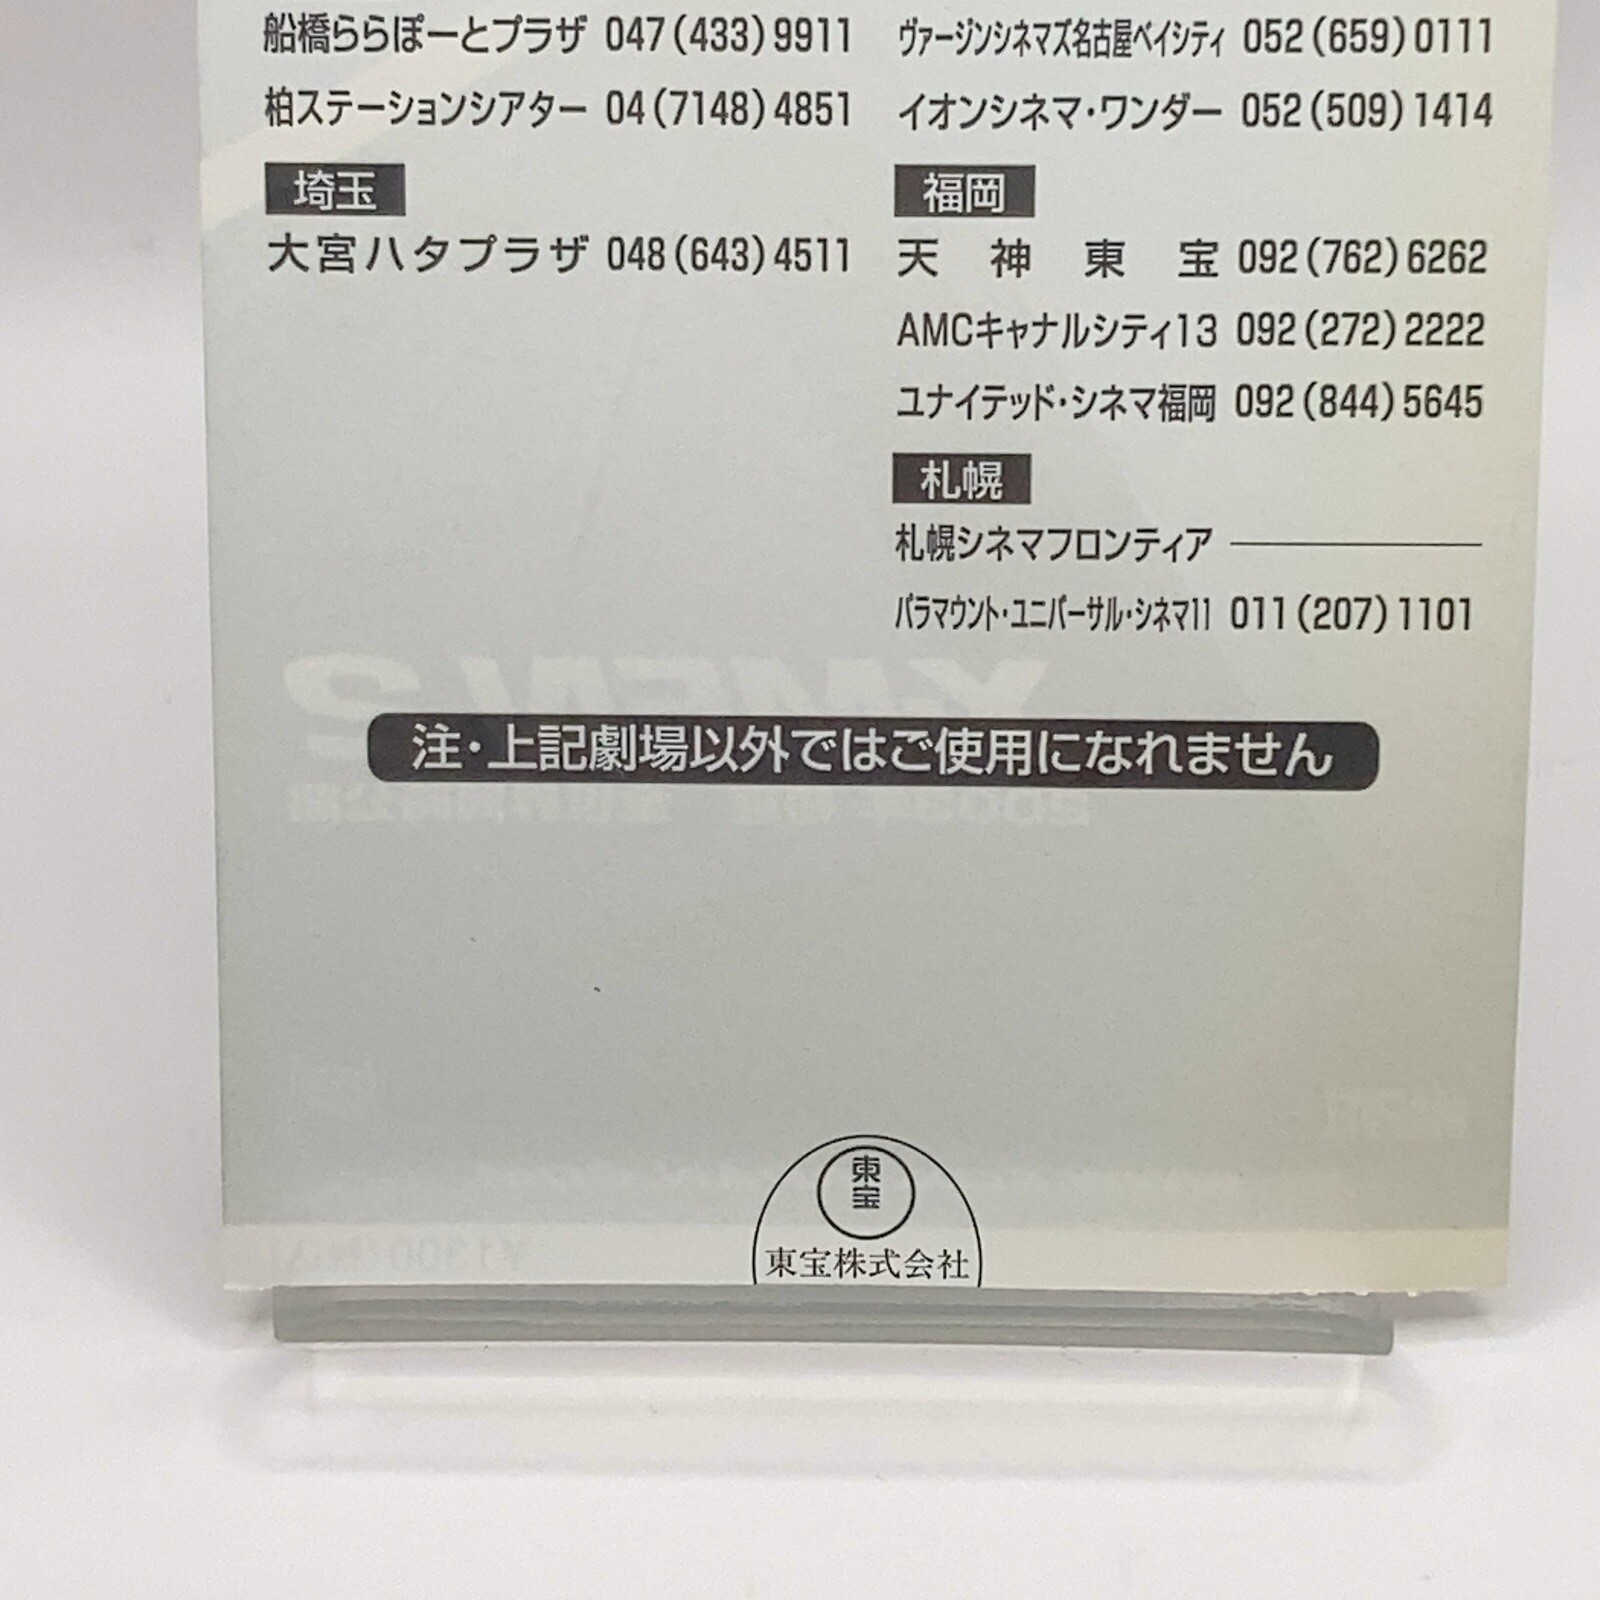 船橋ららぽーとプラザ 047(433)9911
柏ステーションシアター 04(7148)4851
埼玉
大宮ハタプラザ 048(643)4511
ヴァージンシネマズ名古屋ベイシティ 052(659)0111
イオンシネマ・ワンダー 052(509)1414
福岡
天神東宝 092(762)6262
AMCキャナルシティ13 092(272)2222
ユナイテッド・シネマ福岡 092(844)5645
札幌
札幌シネマフロンティア
パラマウント・ユニバーサル・シネマ11 011(207)1101
注・上記劇場以外ではご使用になれません
東宝
東宝株式会社